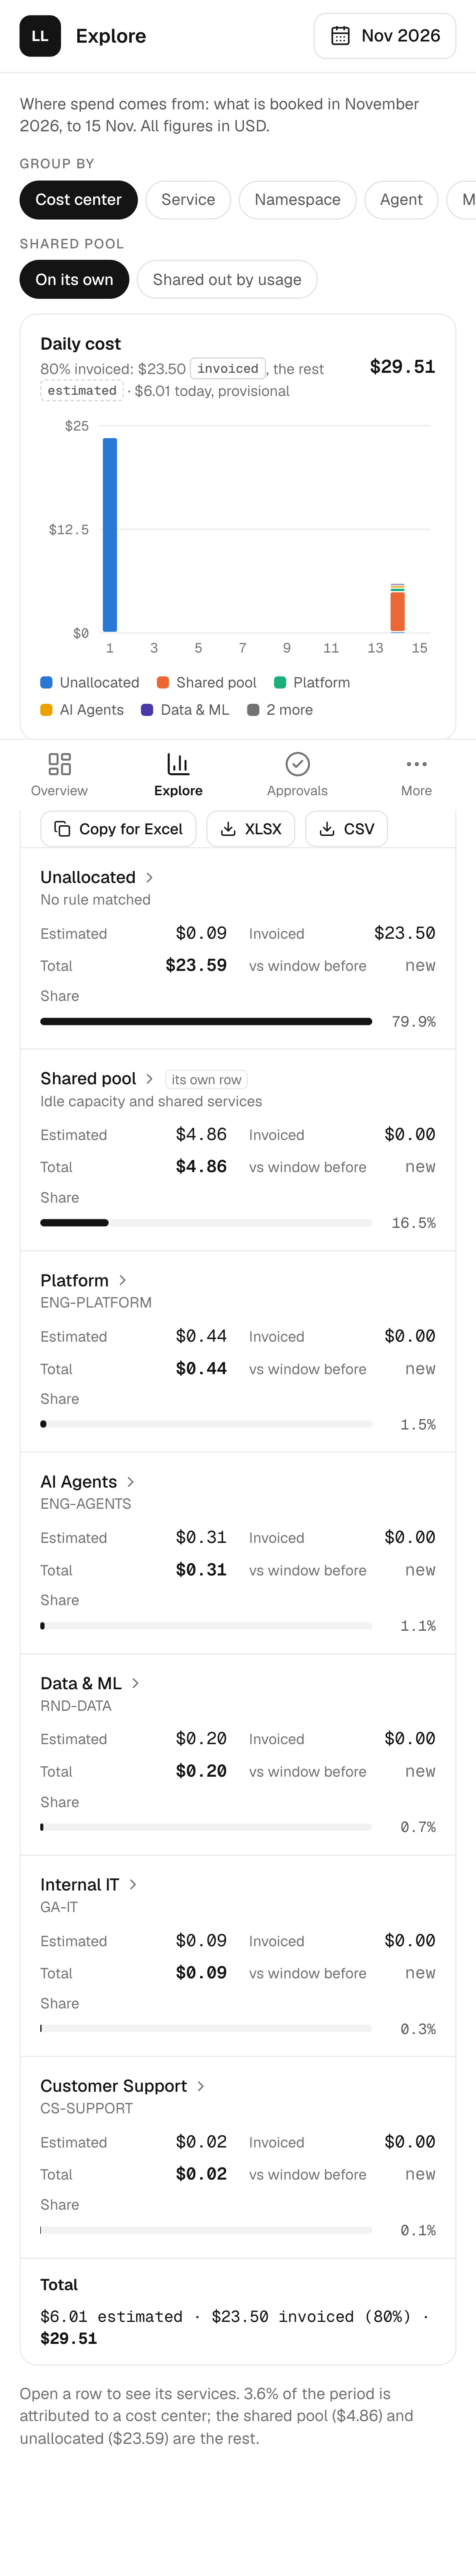 LL
Explore
Nov 2026
Where spend comes from: what is booked in November
2026, to 15 Nov. All figures in USD.
GROUP BY
Cost center
Service
Namespace
Agent
M
SHARED POOL
On its own
Shared out by usage
Daily cost
80% invoiced: $23.50 invoiced, the rest
estimated · $6.01 today, provisional
$29.51
$25
$12.5
$0
1 3 5 7 9 11 13 15
Unallocated Shared pool Platform
AI Agents Data & ML 2 more
Overview Explore Approvals More
Copy for Excel XLSX CSV
Unallocated
No rule matched
Estimated $0.09 Invoiced $23.50
Total $23.59 vs window before new
Share
79.9%
Shared pool its own row
Idle capacity and shared services
Estimated $4.86 Invoiced $0.00
Total $4.86 vs window before new
Share
16.5%
Platform
ENG-PLATFORM
Estimated $0.44 Invoiced $0.00
Total $0.44 vs window before new
Share
1.5%
AI Agents
ENG-AGENTS
Estimated $0.31 Invoiced $0.00
Total $0.31 vs window before new
Share
1.1%
Data & ML
RND-DATA
Estimated $0.20 Invoiced $0.00
Total $0.20 vs window before new
Share
0.7%
Internal IT
GA-IT
Estimated $0.09 Invoiced $0.00
Total $0.09 vs window before new
Share
0.3%
Customer Support
CS-SUPPORT
Estimated $0.02 Invoiced $0.00
Total $0.02 vs window before new
Share
0.1%
Total
$6.01 estimated · $23.50 invoiced (80%) ·
$29.51
Open a row to see its services. 3.6% of the period is
attributed to a cost center; the shared pool ($4.86) and
unallocated ($23.59) are the rest.